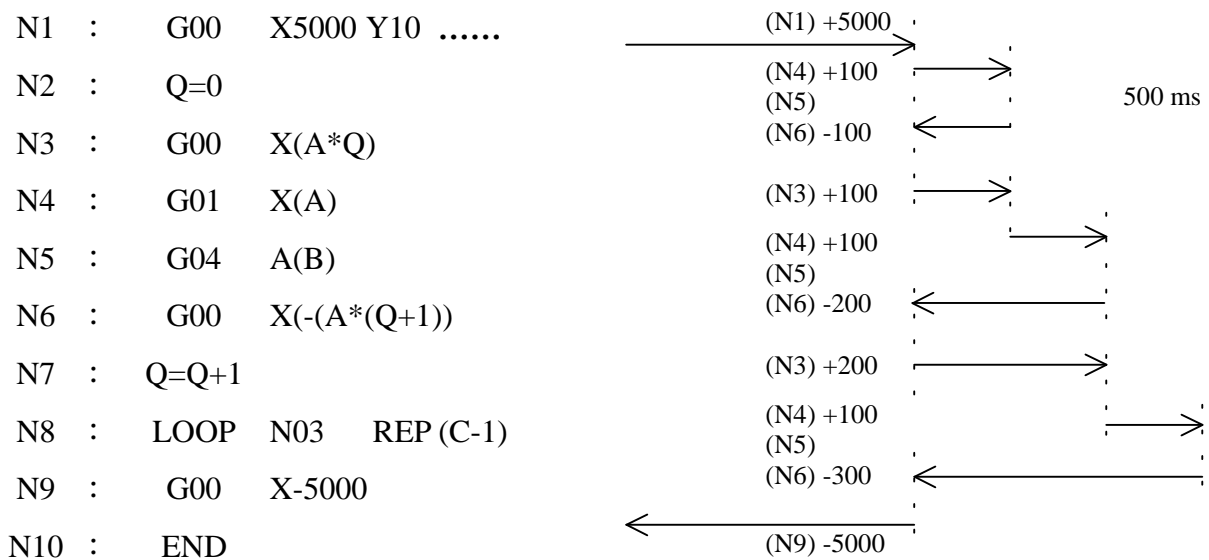 N1 : G00 X5000 Y10 ……
N2 : Q=0
N3 : G00 X(A*Q)
N4 : G01 X(A)
N5 : G04 A(B)
N6 : G00 X(-(A*(Q+1))
N7 : Q=Q+1
N8 : LOOP N03 REP (C-1)
N9 : G00 X-5000
N10 : END
(N1) +5000
(N4) +100
(N5)
500 ms
(N6) -100
(N3) +100
(N4) +100
(N5)
(N6) -200
(N3) +200
(N4) +100
(N5)
(N6) -300
(N9) -5000